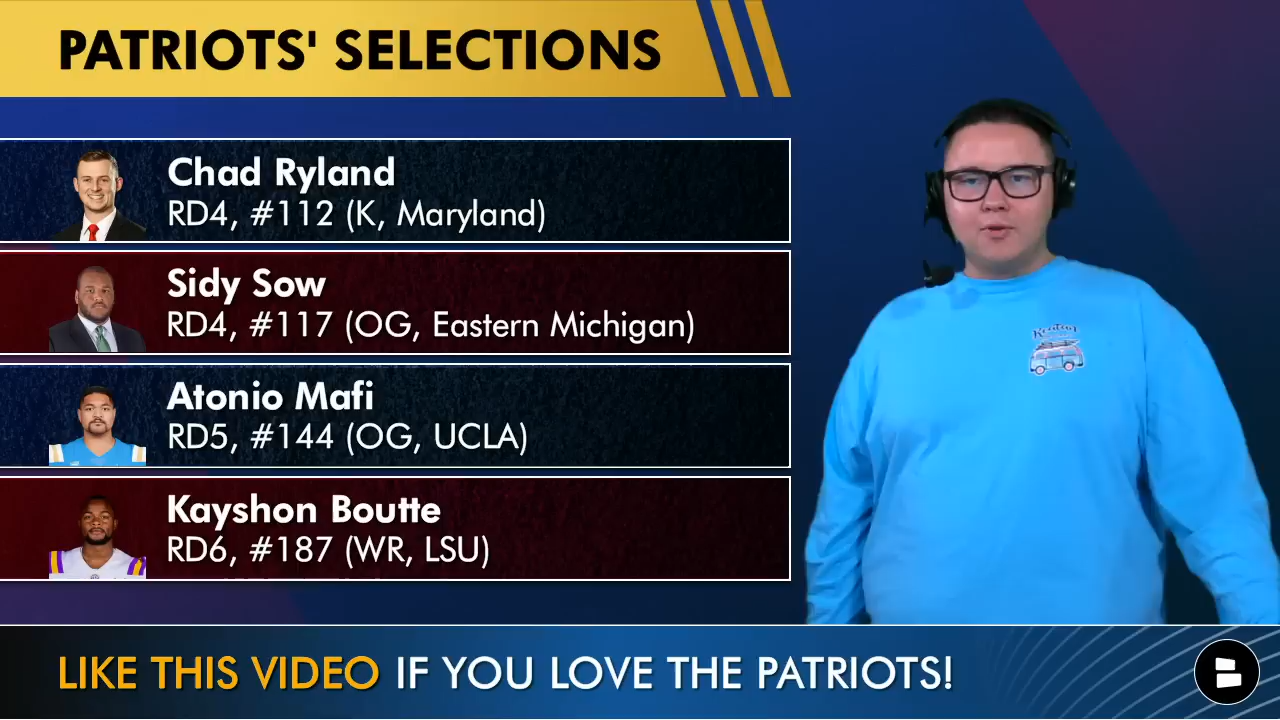 PATRIOTS' SELECTIONS
Chad Ryland
RD4, #112 (K, Maryland)
Sidy Sow
RD4, #117 (OG, Eastern Michigan)
Atonio Mafi
RD5, #144 (OG, UCLA)
Kayshon Boutte
RD6, #187 (WR, LSU)
LIKE THIS VIDEO IF YOU LOVE THE PATRIOTS!